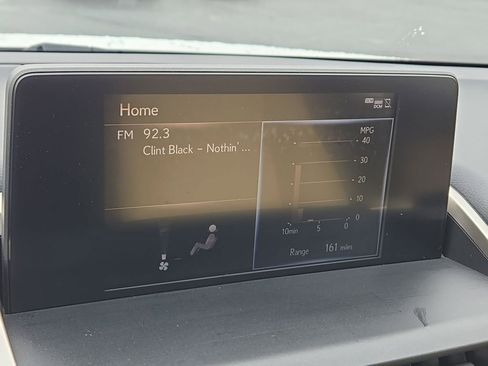 Home
DCM
FM 92.3
Clint Black – Nothin' ...
MPG
40
30
20
10
0
10min 5 0
Range 161 miles